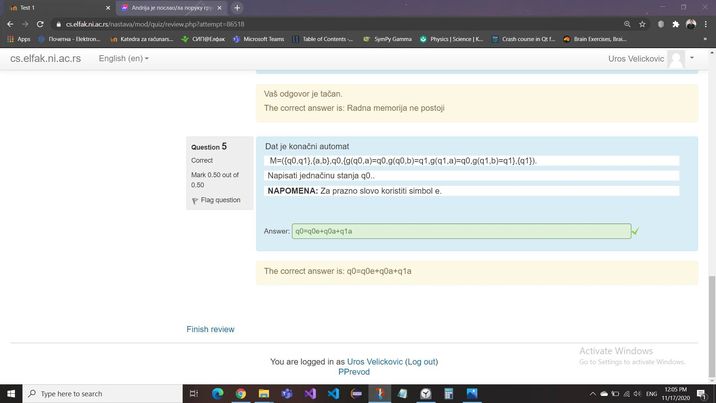 Test 1
Andrija je poslao/la poruku gru
cs.elfak.ni.ac.rs/nastava/mod/quiz/review.php?attempt=86518
Apps Почетна - Elektron... Katedra za računars... СИП@Елфак Microsoft Teams Table of Contents -... SymPy Gamma Physics | Science | K... Crash course in Qt f... Brain Exercises, Brai...
cs.elfak.ni.ac.rs English (en) Uros Velickovic
Vaš odgovor je tačan.
The correct answer is: Radna memorija ne postoji
Question 5
Correct
Mark 0.50 out of
0.50
Flag question
Dat je konačni automat
M=({q0,q1},{a,b},q0,{g(q0,a)=q0,g(q0,b)=q1,g(q1,a)=q0,g(q1,b)=q1},{q1}).
Napisati jednačinu stanja q0..
NAPOMENA: Za prazno slovo koristiti simbol e.
Answer: q0=q0e+q0a+q1a
The correct answer is: q0=q0e+q0a+q1a
Finish review
You are logged in as Uros Velickovic (Log out)
PPrevod
Activate Windows
Go to Settings to activate Windows.
Type here to search
ENG
12:05 PM
11/17/2020